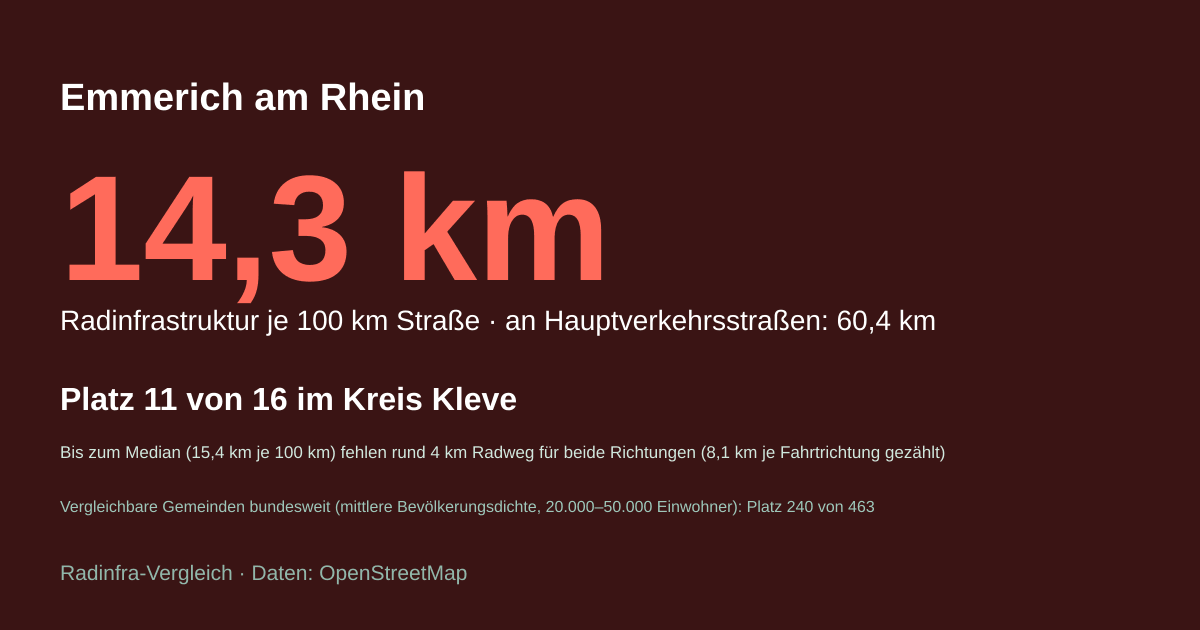 Emmerich am Rhein
14,3 km
Radinfrastruktur je 100 km Straße · an Hauptverkehrsstraßen: 60,4 km
Platz 11 von 16 im Kreis Kleve
Bis zum Median (15,4 km je 100 km) fehlen rund 4 km Radweg für beide Richtungen (8,1 km je Fahrtrichtung gezählt)
Vergleichbare Gemeinden bundesweit (mittlere Bevölkerungsdichte, 20.000–50.000 Einwohner): Platz 240 von 463
Radinfra-Vergleich · Daten: OpenStreetMap